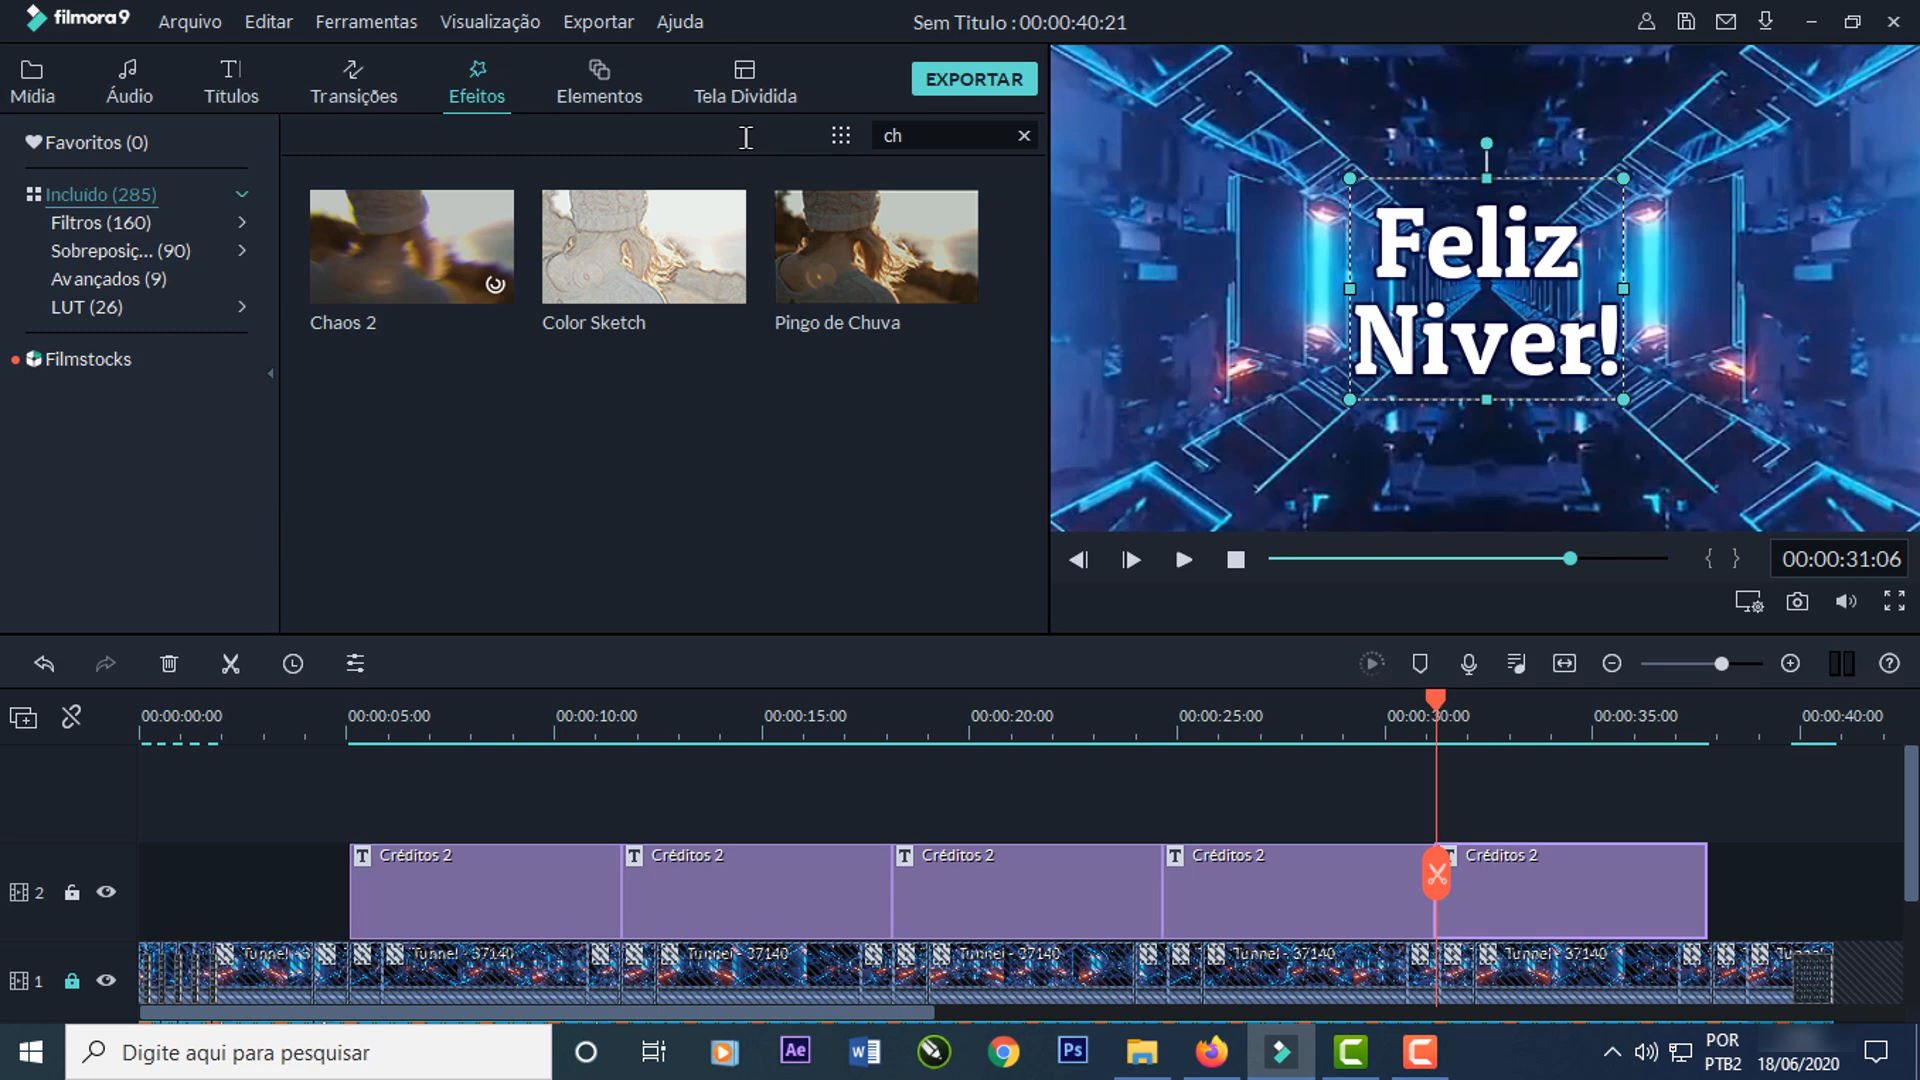 filmora9
Arquivo Editar Ferramentas Visualização Exportar Ajuda
Sem Titulo : 00:00:40:21
Mídia Áudio Títulos Transições Efeitos Elementos Tela Dividida
EXPORTAR
Favoritos (0)
ch
Incluído (285)
Filtros (160)
Sobreposiç... (90)
Avançados (9)
LUT (26)
Filmstocks
Chaos 2 Color Sketch Pingo de Chuva
Feliz
Niver!
{ } 00:00:31:06
00:00:00:00 00:00:05:00 00:00:10:00 00:00:15:00 00:00:20:00 00:00:25:00 00:00:30:00 00:00:35:00 00:00:40:00
T Créditos 2 T Créditos 2 T Créditos 2 T Créditos 2 T Créditos 2
2
Tunnel - 3 Tunnel - 37140 Tunnel - 37140 Tunnel - 37140 Tunnel - 37140 Tunnel - 37140
1
Digite aqui para pesquisar
Ae
Ps
POR
PTB2
18/06/2020